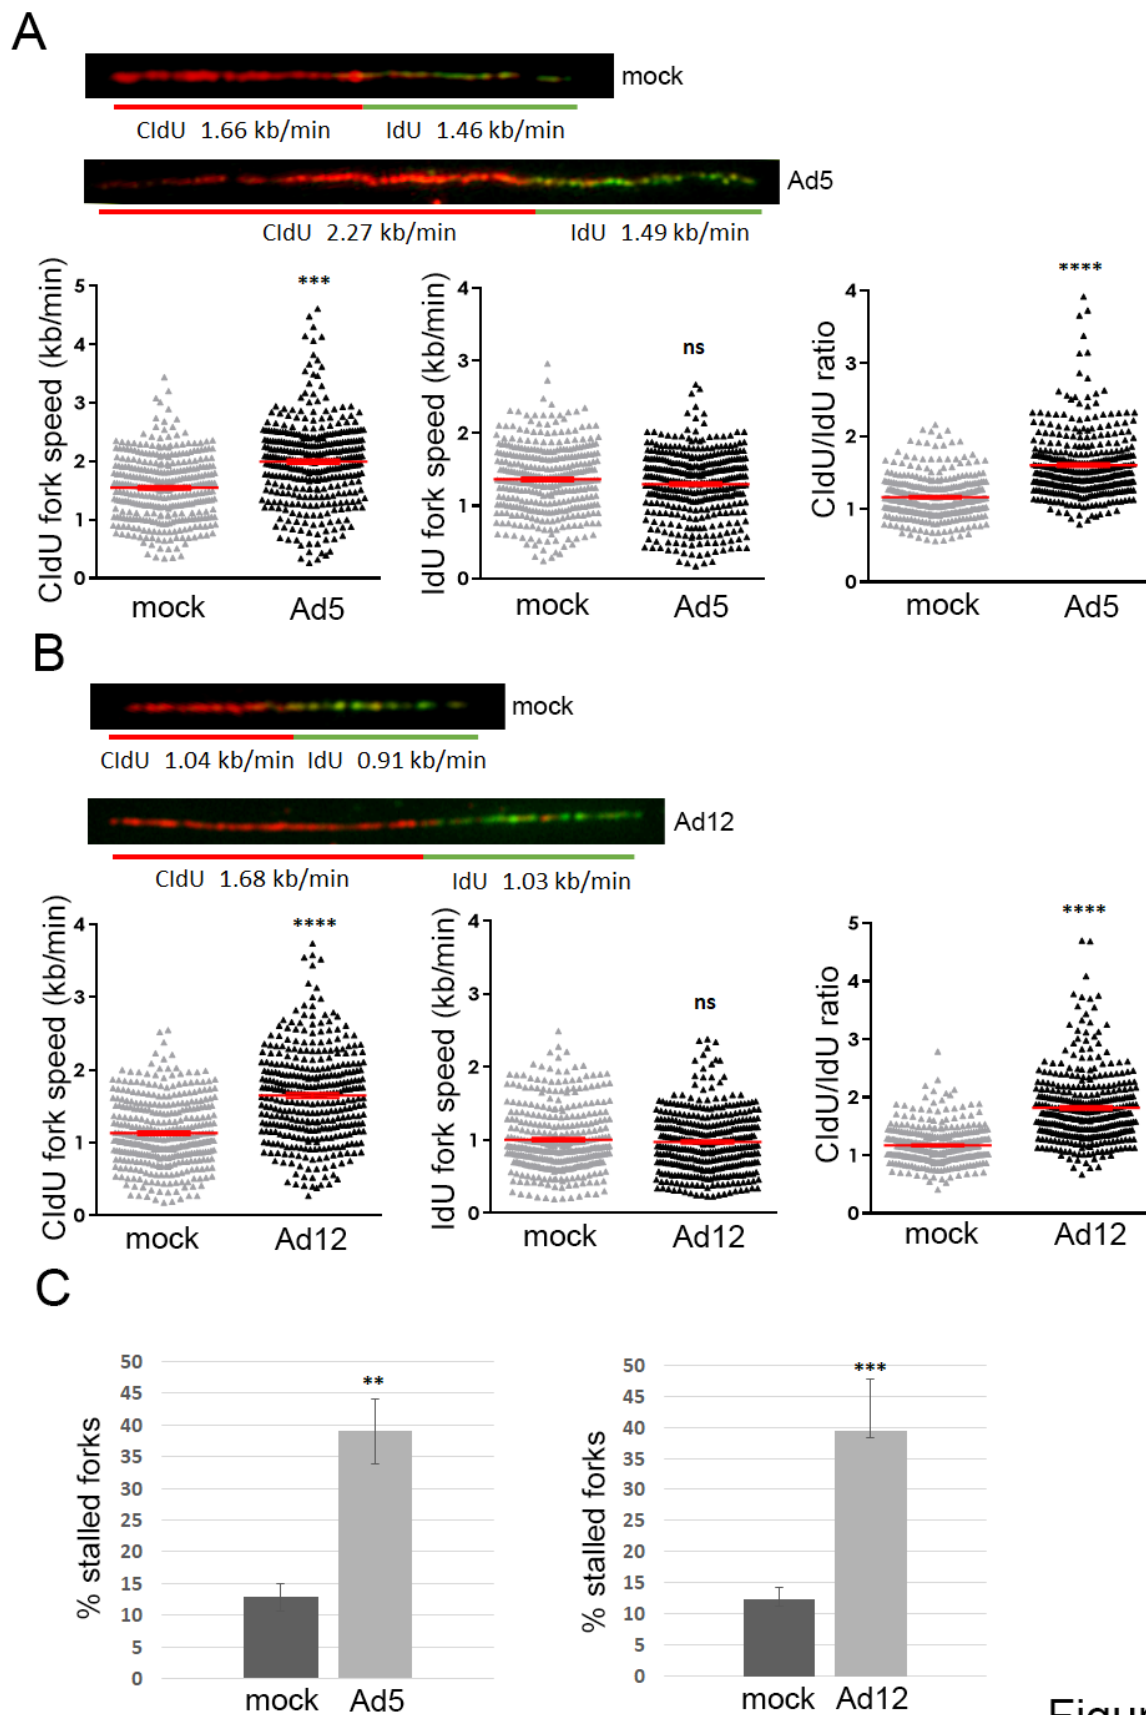 A
mock
CldU 1.66 kb/min IdU 1.46 kb/min
Ad5
CldU 2.27 kb/min IdU 1.49 kb/min
CldU fork speed (kb/min)
5
4
3
2
1
0
***
mock Ad5
IdU fork speed (kb/min)
4
3
2
1
0
ns
mock Ad5
CldU/IdU ratio
4
3
2
1
0
****
mock Ad5
B
mock
CldU 1.04 kb/min IdU 0.91 kb/min
Ad12
CldU 1.68 kb/min IdU 1.03 kb/min
CldU fork speed (kb/min)
4
3
2
1
0
****
mock Ad12
IdU fork speed (kb/min)
4
3
2
1
0
ns
mock Ad12
CldU/IdU ratio
5
4
3
2
1
0
****
mock Ad12
C
% stalled forks
50
45
40
35
30
25
20
15
10
5
0
**
mock Ad5
% stalled forks
50
45
40
35
30
25
20
15
10
5
0
***
mock Ad12